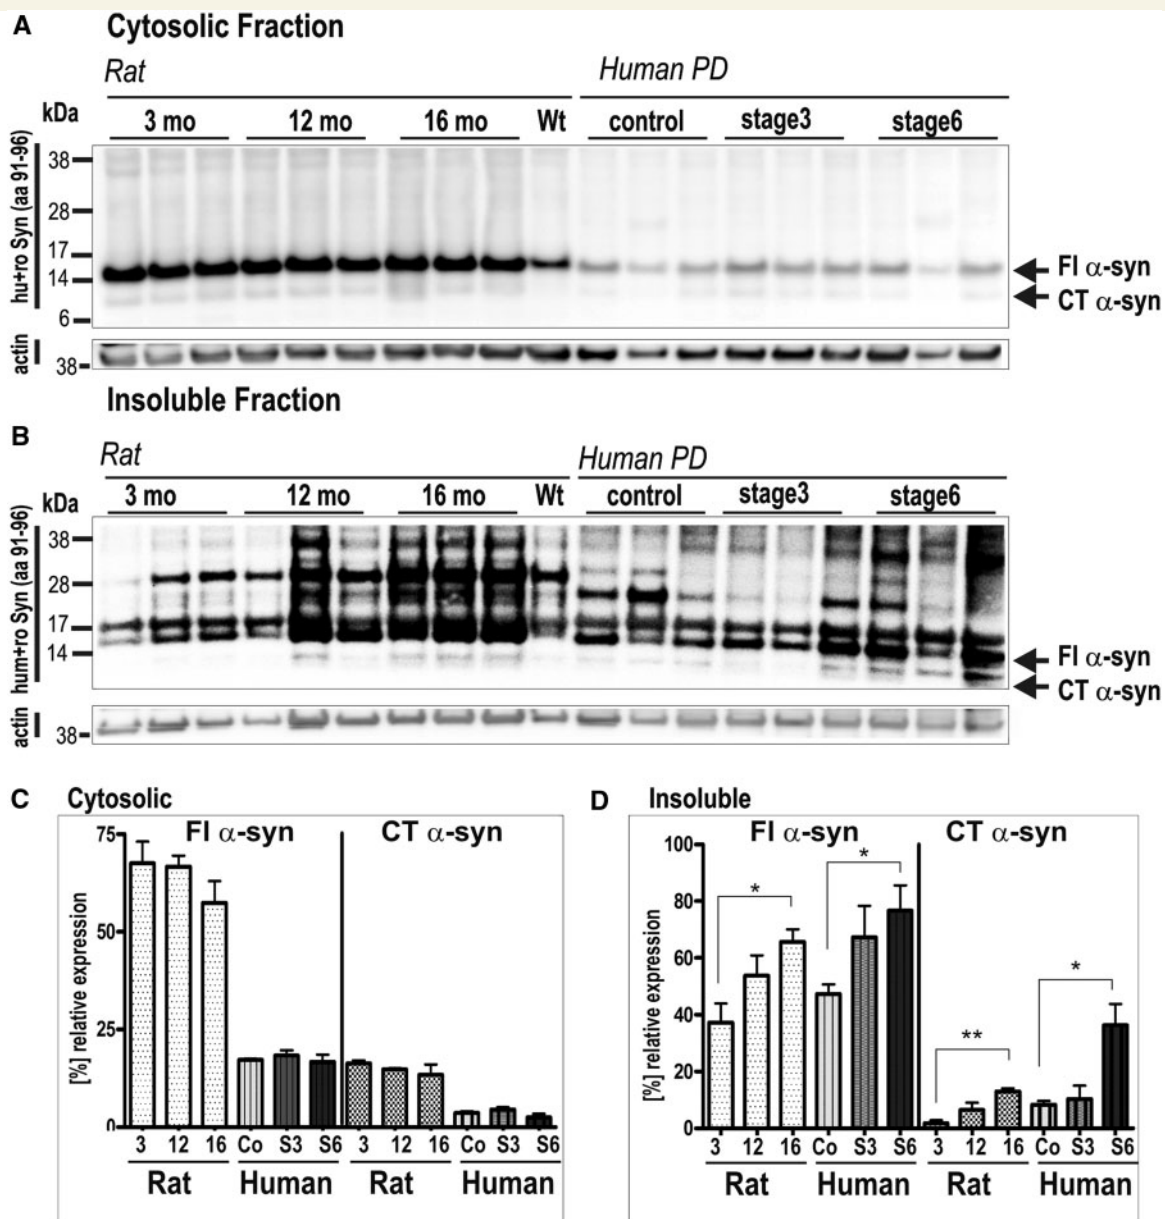 A
Cytosolic Fraction
Rat
Human PD
kDa
3 mo 12 mo 16 mo Wt control stage3 stage6
hu+ro Syn (aa 91-96)
38
28
17
14
6
Fl α-syn
CT α-syn
actin
38
Insoluble Fraction
B
Rat
Human PD
kDa
3 mo 12 mo 16 mo Wt control stage3 stage6
hum+ro Syn (aa 91-96)
38
28
17
14
Fl α-syn
CT α-syn
actin
38
C Cytosolic
Fl α-syn CT α-syn
[%] relative expression
75
50
25
0
3 12 16 Co S3 S6 3 12 16 Co S3 S6
Rat Human Rat Human
D Insoluble
Fl α-syn CT α-syn
[%] relative expression
100
80
60
40
20
0
* * ** *
3 12 16 Co S3 S6 3 12 16 Co S3 S6
Rat Human Rat Human